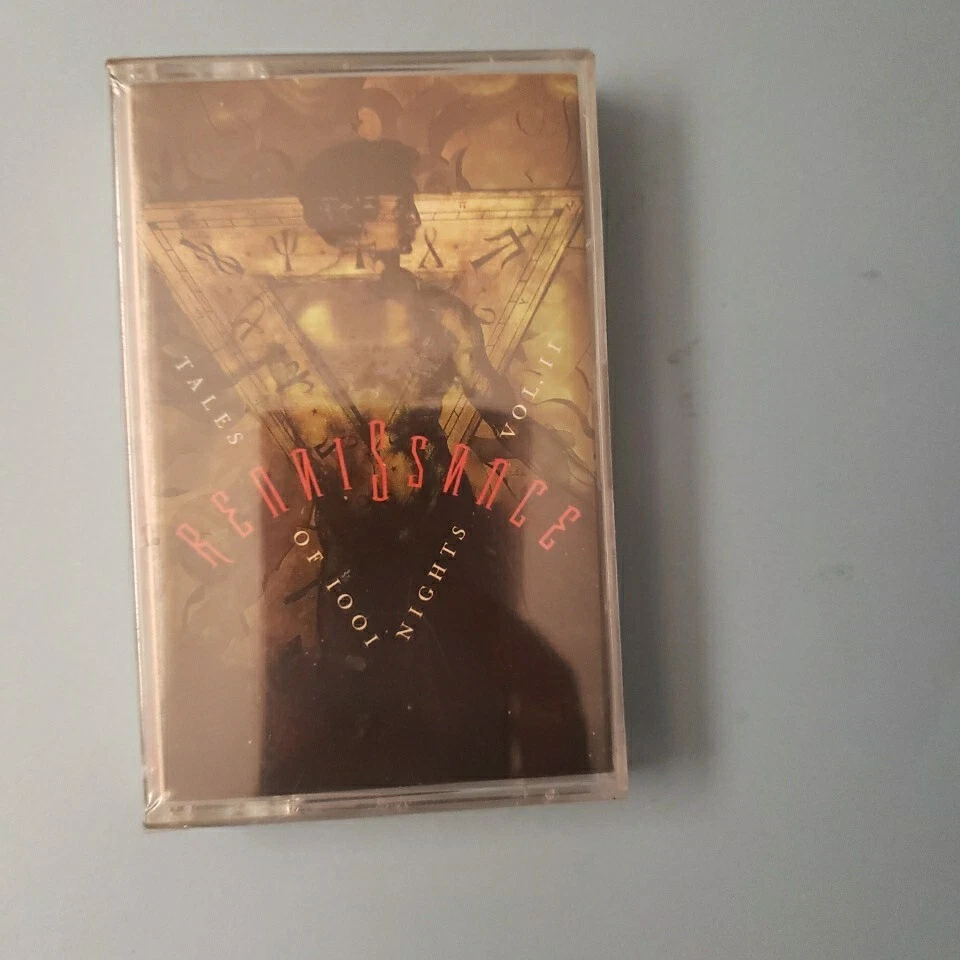 RENAISSANCE
TALES
OF 1001
NIGHTS
VOL. II